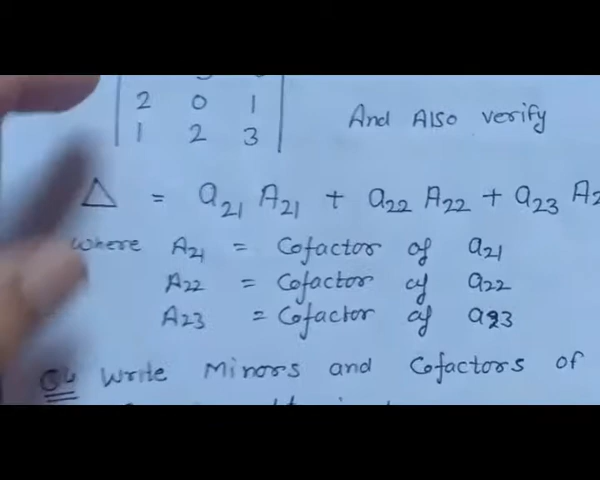 2 0 1
1 2 3
And Also verify
Δ = a21 A21 + a22 A22 + a23 A2
where A21 = Cofactor of a21
A22 = Cofactor of a22
A23 = Cofactor of a23
Write Minors and Cofactors of